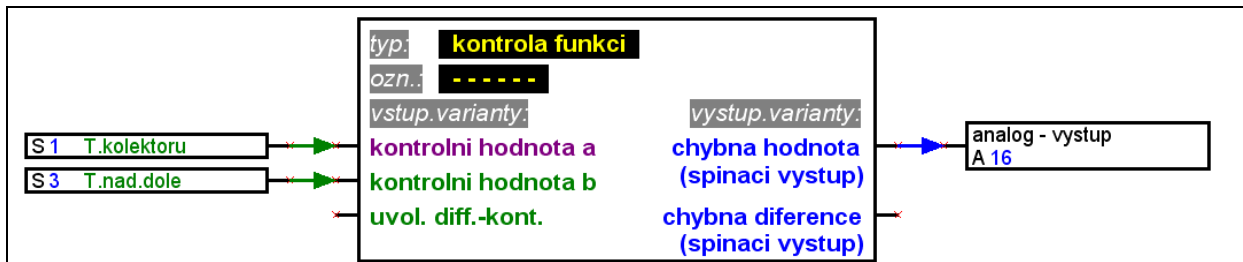 typ: kontrola funkci
ozn.: - - - - - -
vstup.varianty: vystup.varianty:
S 1 T.kolektoru
kontrolni hodnota a
chybna hodnota
(spinaci vystup)
analog - vystup
A 16
S 3 T.nad.dole
kontrolni hodnota b
uvol. diff.-kont.
chybna diference
(spinaci vystup)